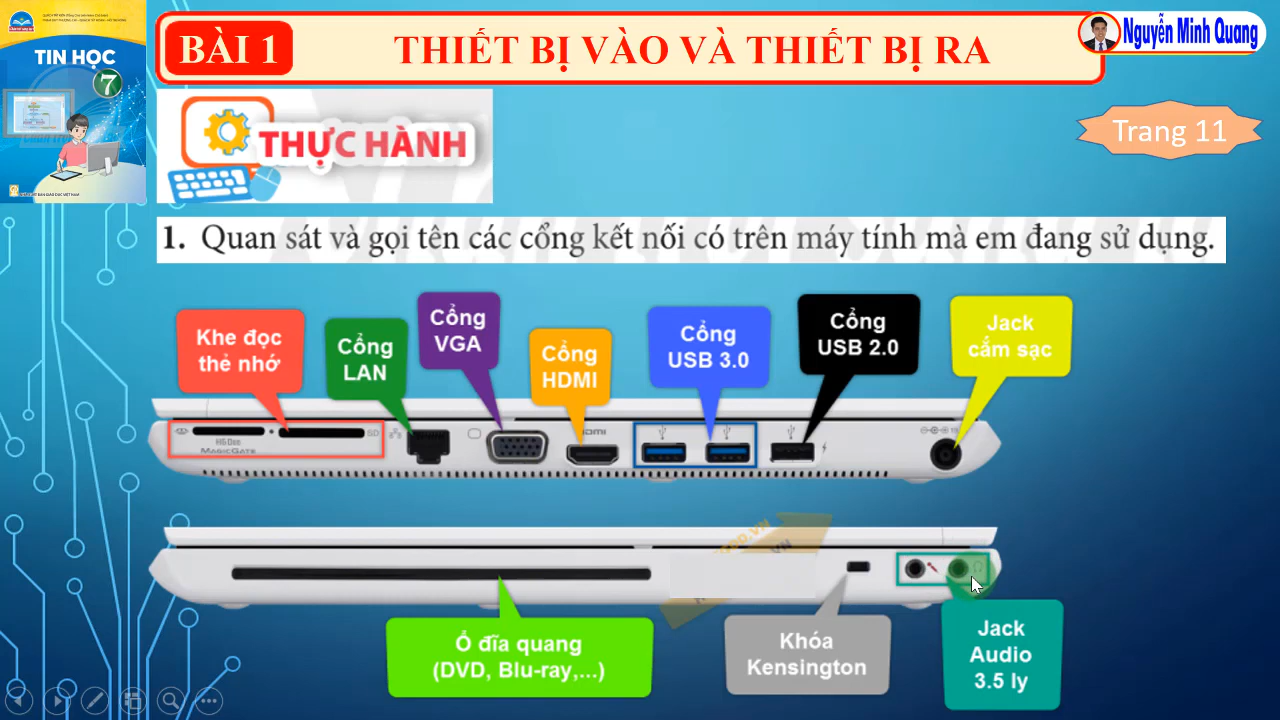 TIN HỌC
7
BÀI 1
THIẾT BỊ VÀO VÀ THIẾT BỊ RA
Nguyễn Minh Quang
THỰC HÀNH
Trang 11
1. Quan sát và gọi tên các cổng kết nối có trên máy tính mà em đang sử dụng.
Khe đọc
thẻ nhớ
Cổng
LAN
Cổng
VGA
Cổng
HDMI
Cổng
USB 3.0
Cổng
USB 2.0
Jack
cắm sạc
SD
MAGICGATE
Ổ đĩa quang
(DVD, Blu-ray,...)
Khóa
Kensington
Jack
Audio
3.5 ly